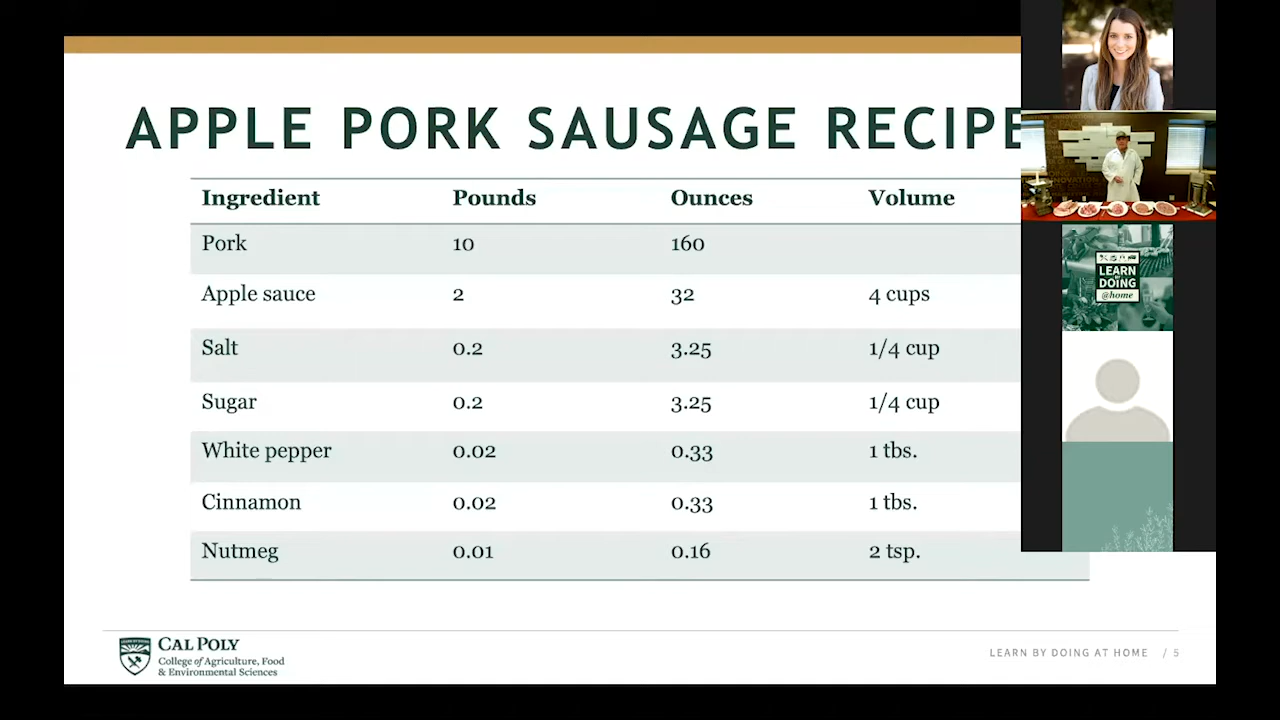 APPLE PORK SAUSAGE RECIPE
Ingredient Pounds Ounces Volume
Pork 10 160
Apple sauce 2 32 4 cups
Salt 0.2 3.25 1/4 cup
Sugar 0.2 3.25 1/4 cup
White pepper 0.02 0.33 1 tbs.
Cinnamon 0.02 0.33 1 tbs.
Nutmeg 0.01 0.16 2 tsp.
LEARN
BY
DOING
@home
CAL POLY
College of Agriculture, Food
& Environmental Sciences
LEARN BY DOING AT HOME / 5